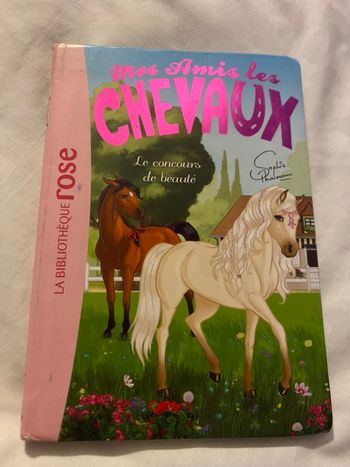 Mes Amis les
CHEVAUX
Le concours
de beauté
Sophie
Thalmann
LA BIBLIOTHÈQUE rose